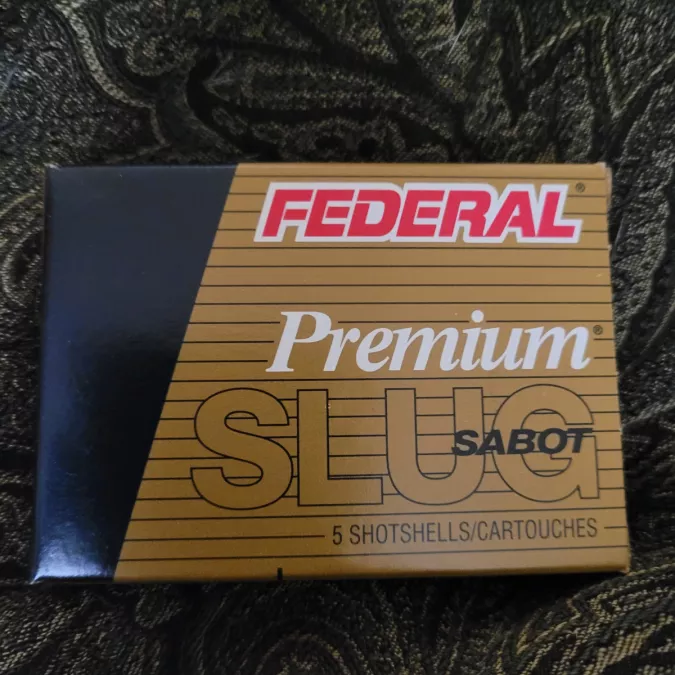 FEDERAL®
Premium®
SLUG
SABOT
5 SHOTSHELLS/CARTOUCHES